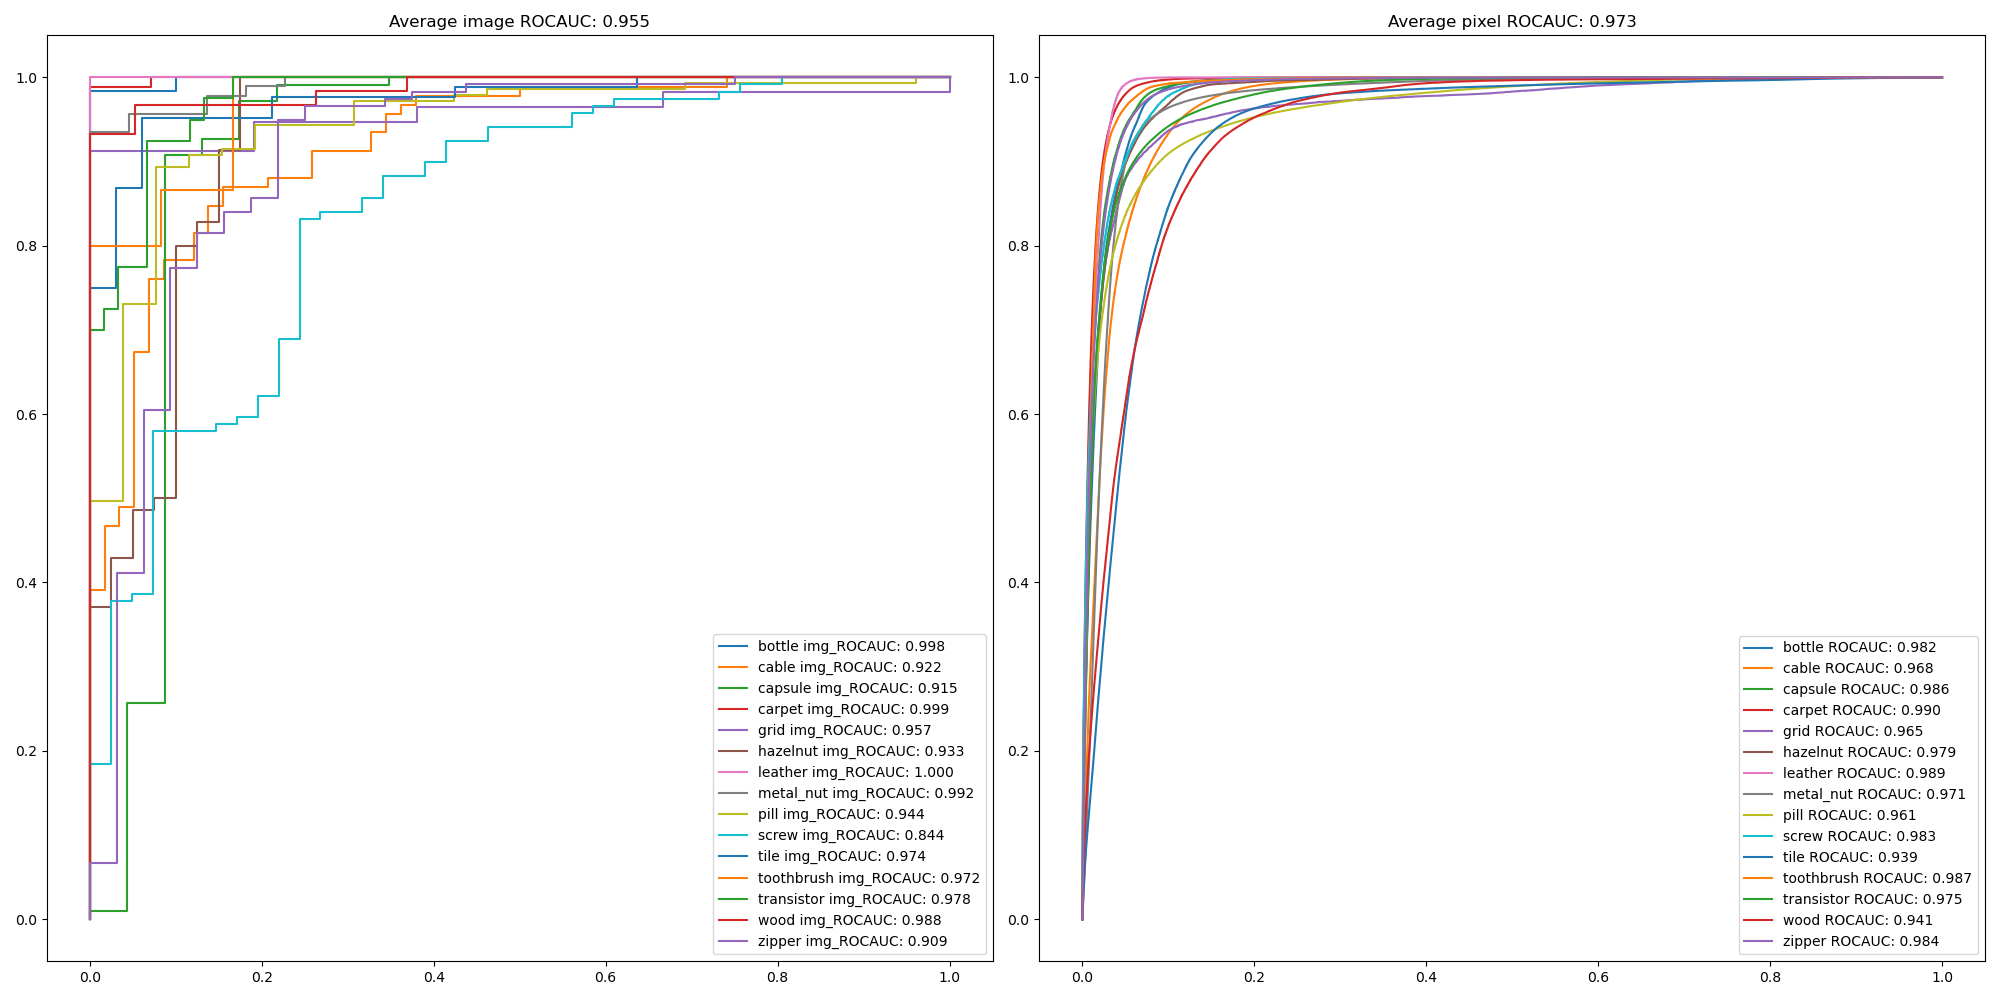 Average image ROCAUC: 0.955
1.0
0.8
0.6
0.4
0.2
0.0
bottle img_ROCAUC: 0.998
cable img_ROCAUC: 0.922
capsule img_ROCAUC: 0.915
carpet img_ROCAUC: 0.999
grid img_ROCAUC: 0.957
hazelnut img_ROCAUC: 0.933
leather img_ROCAUC: 1.000
metal_nut img_ROCAUC: 0.992
pill img_ROCAUC: 0.944
screw img_ROCAUC: 0.844
tile img_ROCAUC: 0.974
toothbrush img_ROCAUC: 0.972
transistor img_ROCAUC: 0.978
wood img_ROCAUC: 0.988
zipper img_ROCAUC: 0.909
0.0 0.2 0.4 0.6 0.8 1.0
Average pixel ROCAUC: 0.973
1.0
0.8
0.6
0.4
0.2
0.0
bottle ROCAUC: 0.982
cable ROCAUC: 0.968
capsule ROCAUC: 0.986
carpet ROCAUC: 0.990
grid ROCAUC: 0.965
hazelnut ROCAUC: 0.979
leather ROCAUC: 0.989
metal_nut ROCAUC: 0.971
pill ROCAUC: 0.961
screw ROCAUC: 0.983
tile ROCAUC: 0.939
toothbrush ROCAUC: 0.987
transistor ROCAUC: 0.975
wood ROCAUC: 0.941
zipper ROCAUC: 0.984
0.0 0.2 0.4 0.6 0.8 1.0